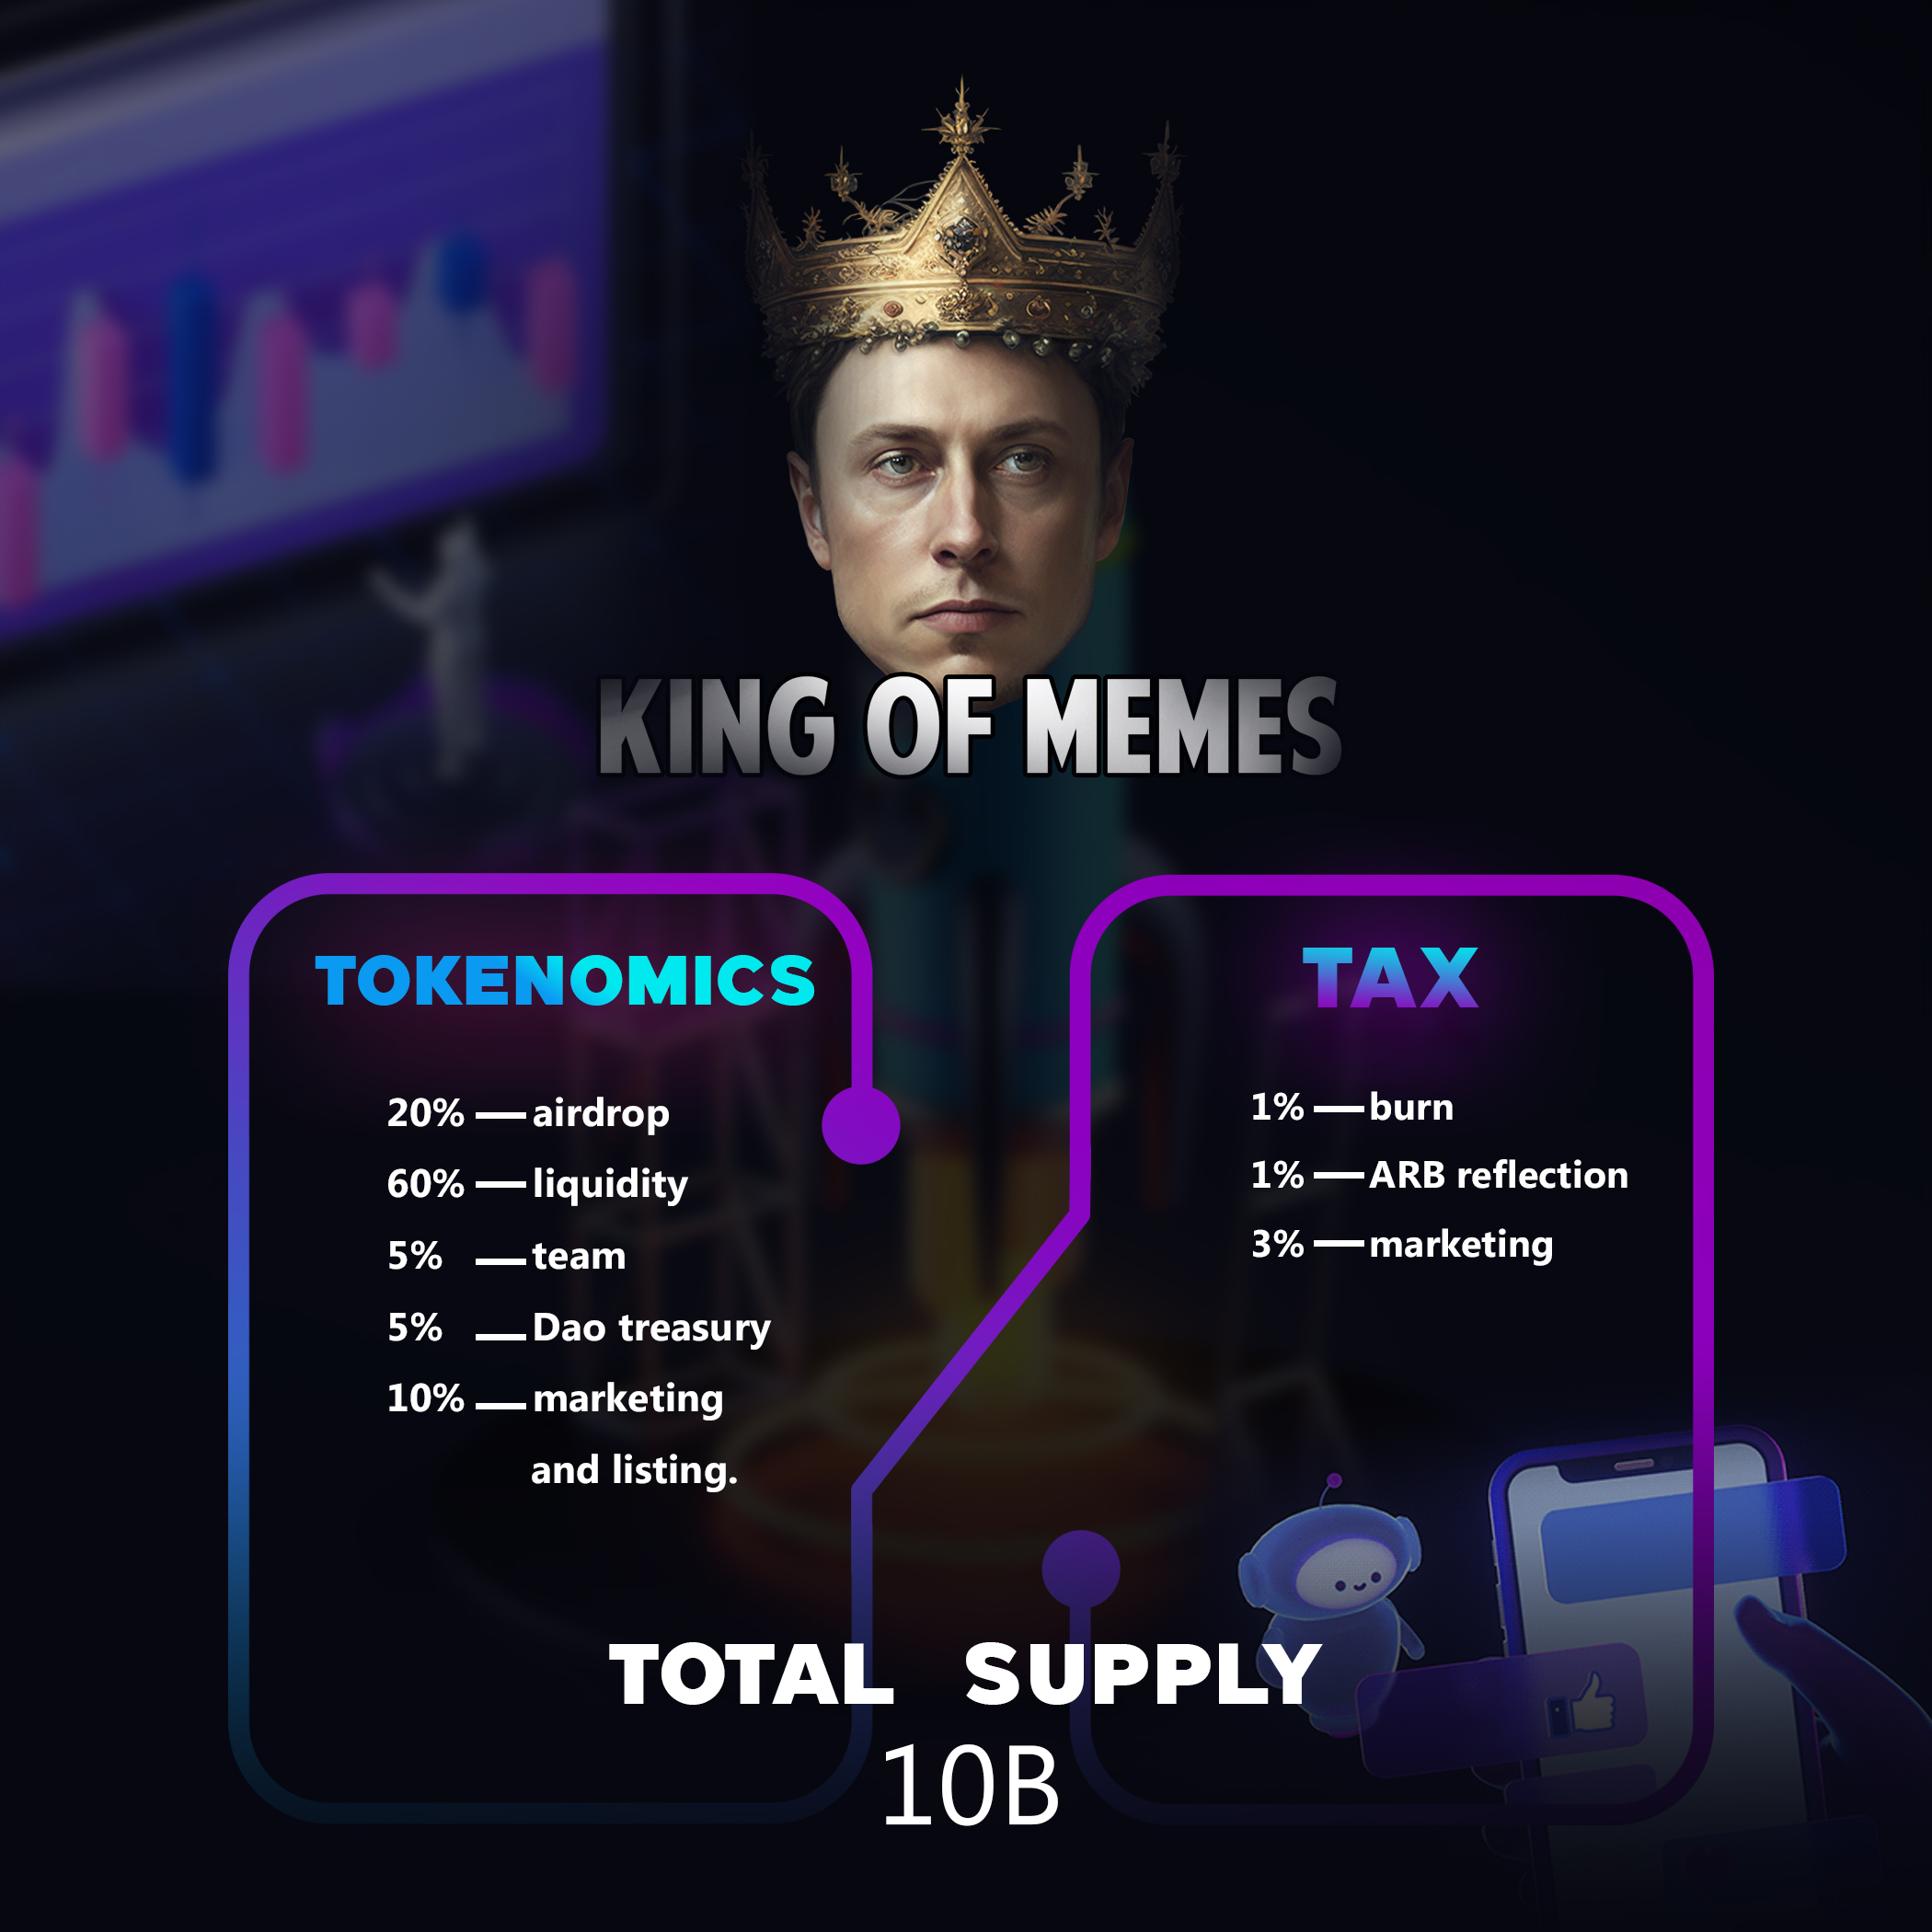 KING OF MEMES
TOKENOMICS
20% — airdrop
60% — liquidity
5% — team
5% — Dao treasury
10% — marketing
and listing.
TAX
1% — burn
1% — ARB reflection
3% — marketing
TOTAL SUPPLY
10B